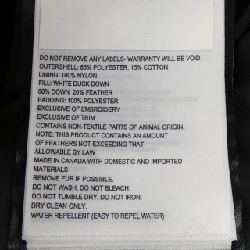 DO NOT REMOVE ANY LABELS- WARRANTY WILL BE VOID
OUTERSHELL: 85% POLYESTER, 15% COTTON
LINING: 100% NYLON
FILL: WHITE DUCK DOWN
80% DOWN 20% FEATHER
PADDING: 100% POLYESTER
EXCLUSIVE OF EMBROIDERY
EXCLUSIVE OF TRIM
CONTAINS NON-TEXTILE PARTS OF ANIMAL ORIGIN
NOTE: THIS PRODUCT CONTAINS AN AMOUNT
OF FEATHERS NOT EXCEEDING THAT
ALLOWABLE BY LAW
MADE IN CANADA WITH DOMESTIC AND IMPORTED
MATERIALS
REMOVE FUR IF POSSIBLE.
DO NOT WASH. DO NOT BLEACH.
DO NOT TUMBLE DRY. DO NOT IRON.
DRY CLEAN ONLY.
WATER REPELLENT (EASY TO REPEL WATER)